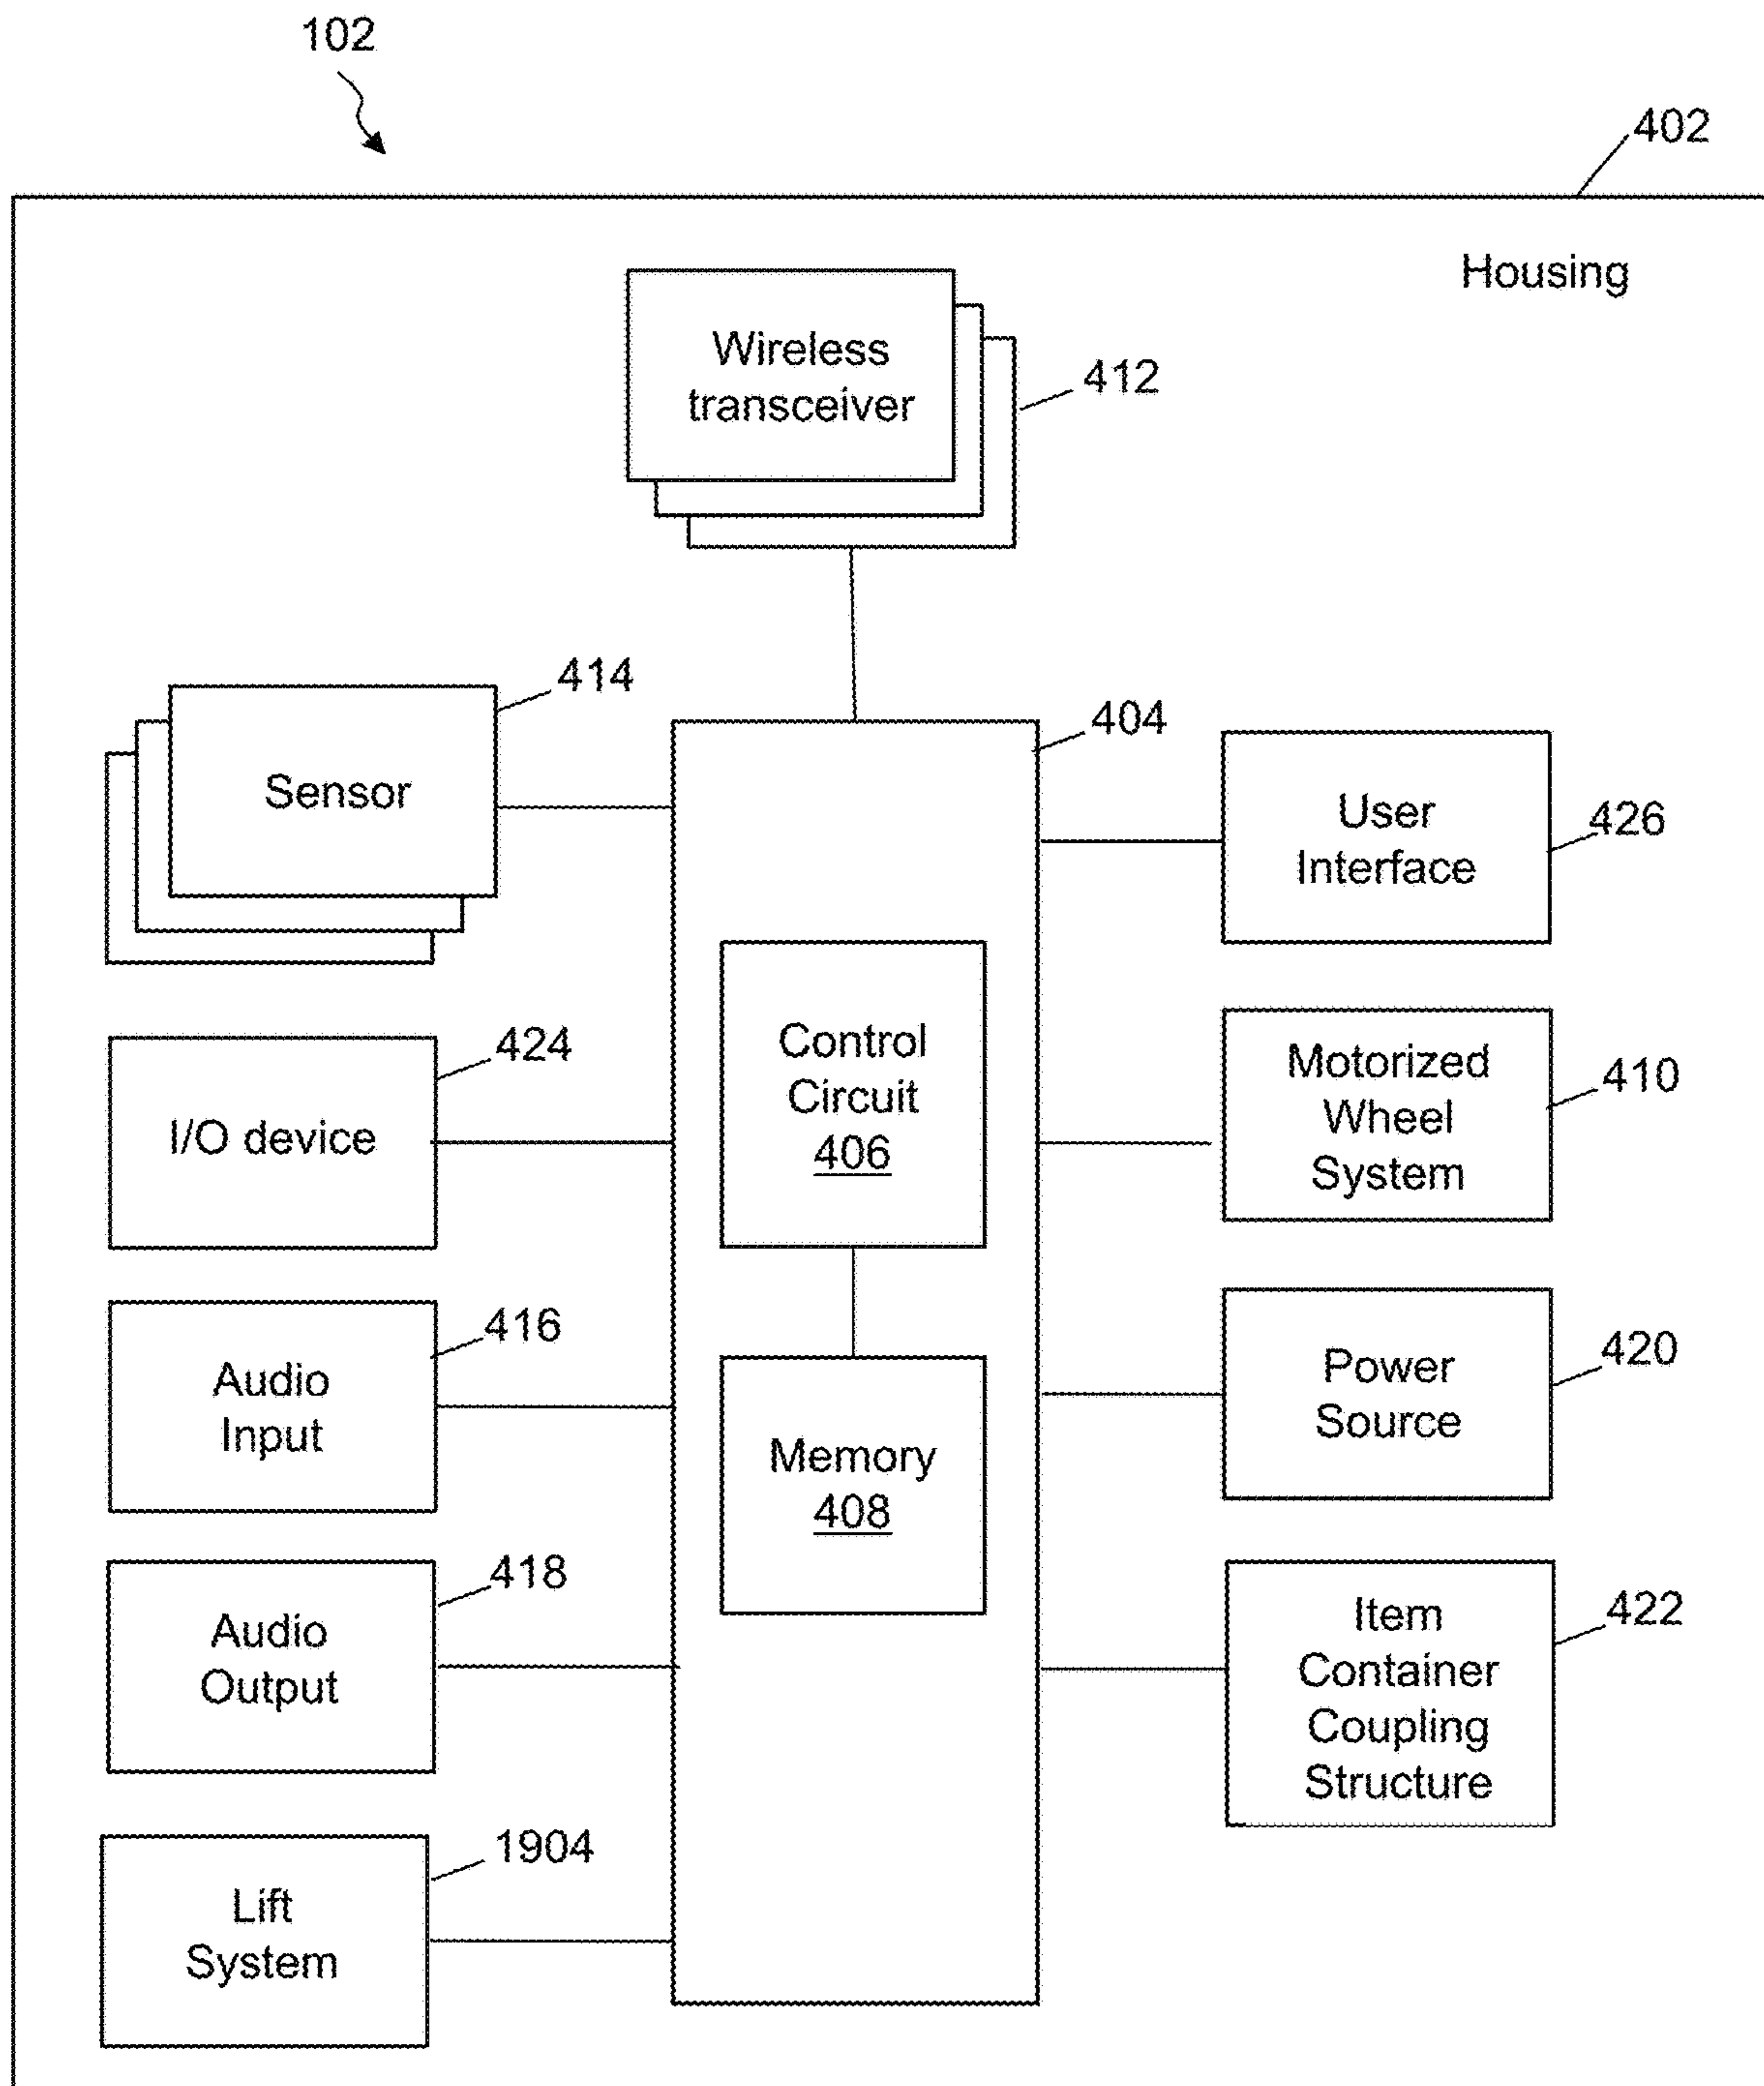 102
402
Housing
Wireless
transceiver
412
414
Sensor
404
User
Interface
426
424
I/O device
Control
Circuit
406
Motorized
Wheel
System
410
416
Audio
Input
Memory
408
Power
Source
420
418
Audio
Output
Item
Container
Coupling
Structure
422
1904
Lift
System